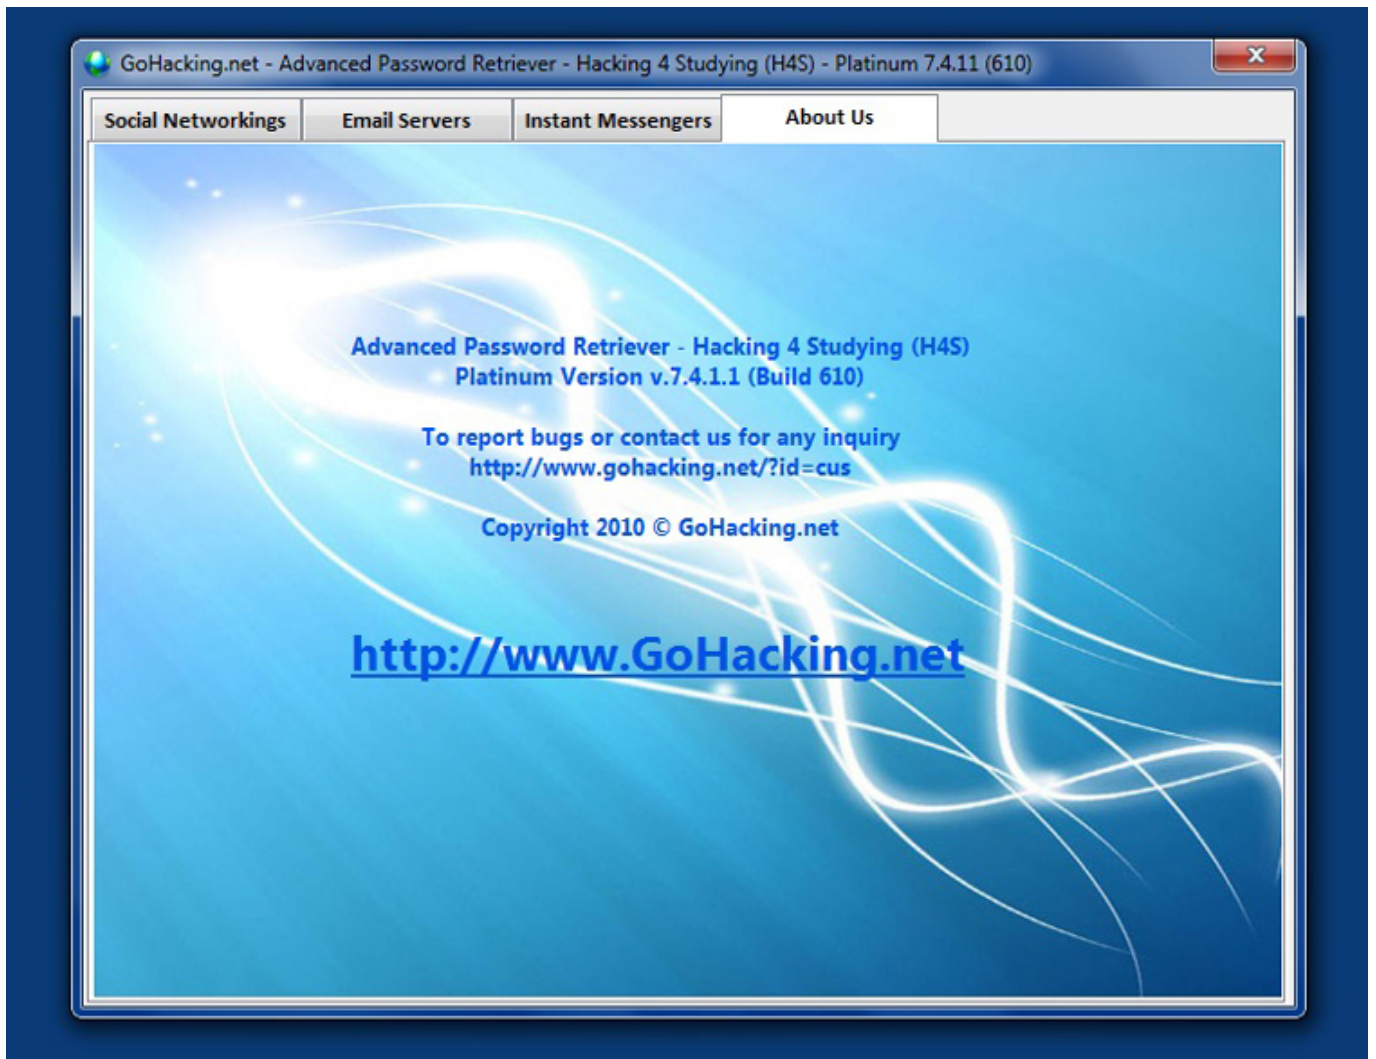 GoHacking.net - Advanced Password Retriever - Hacking 4 Studying (H4S) - Platinum 7.4.11 (610)
Social Networkings Email Servers Instant Messengers About Us
Advanced Password Retriever - Hacking 4 Studying (H4S)
Platinum Version v.7.4.1.1 (Build 610)
To report bugs or contact us for any inquiry
http://www.gohacking.net/?id=cus
Copyright 2010 © GoHacking.net
http://www.GoHacking.net